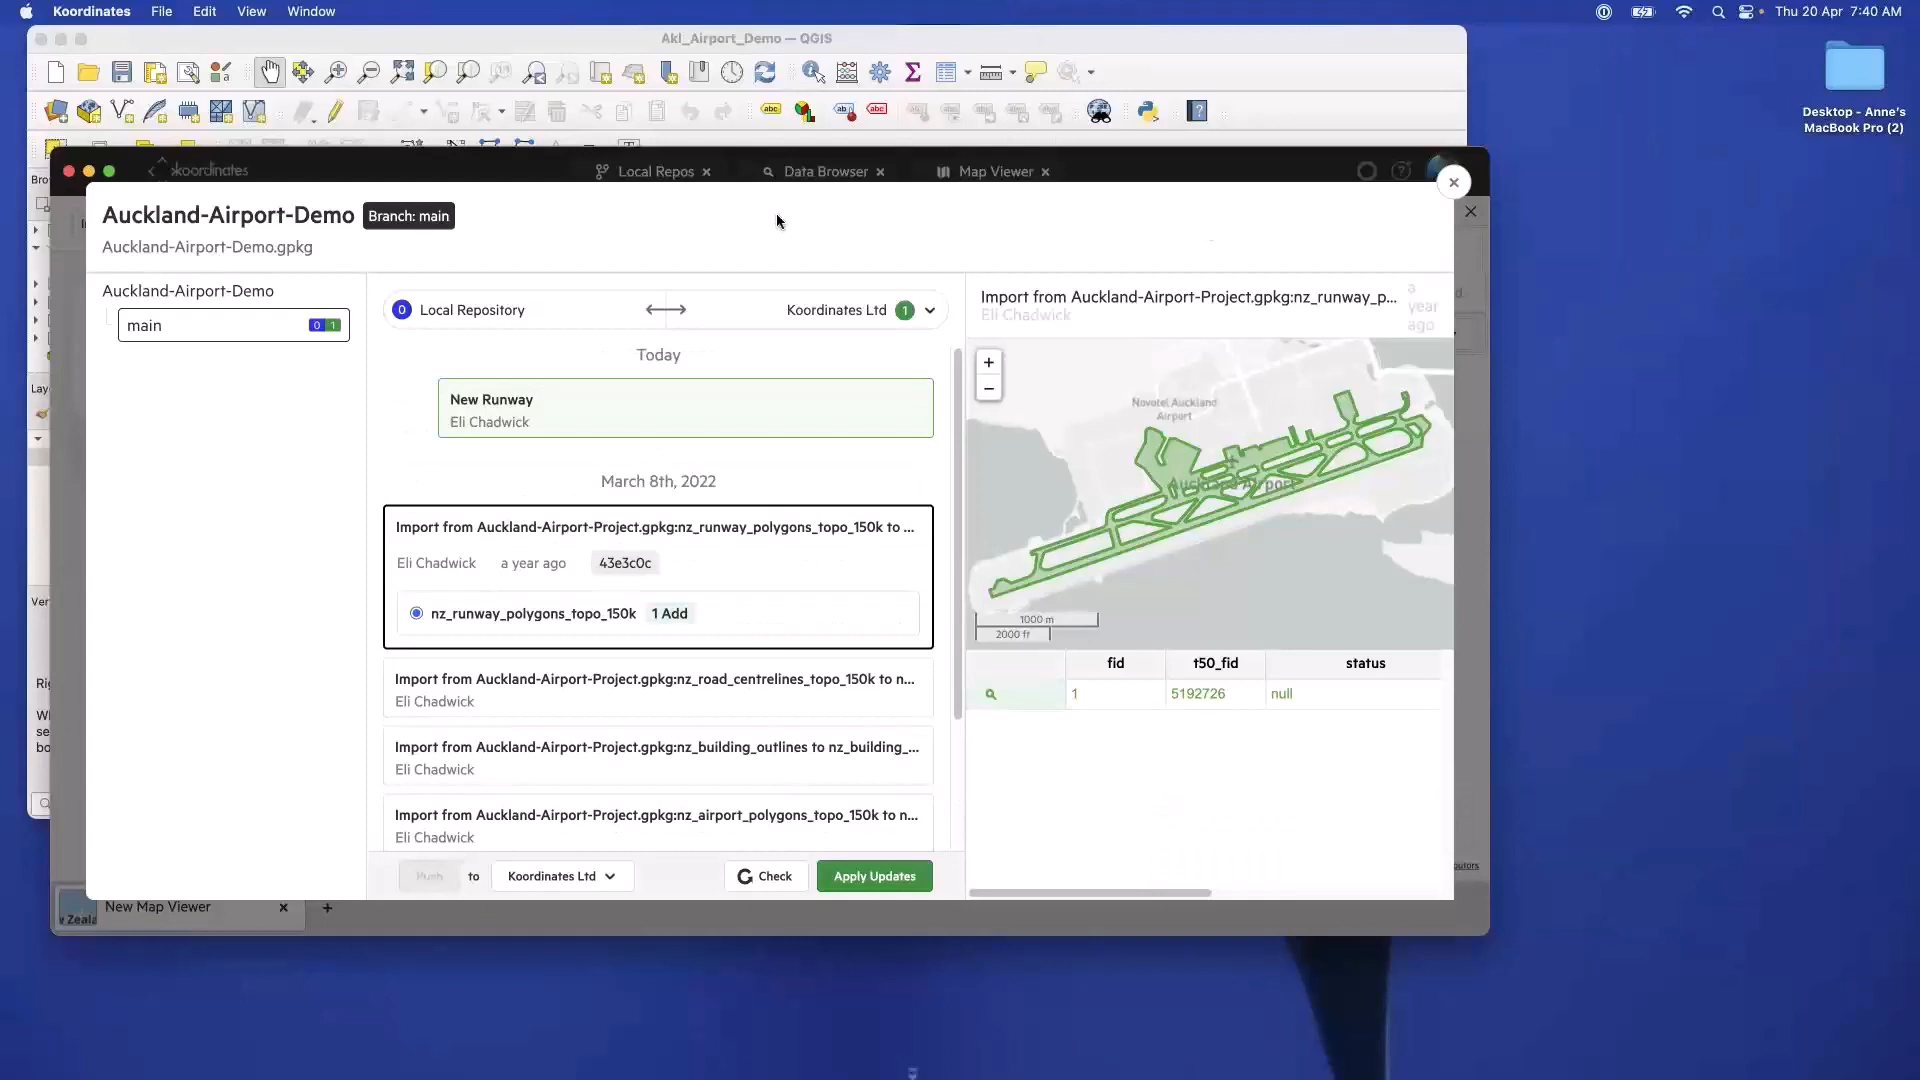 Koordinates File Edit View Window
Thu 20 Apr 7:40 AM
Akl_Airport_Demo — QGIS
Desktop - Anne's
MacBook Pro (2)
abc
abc
koordinates
Local Repos
Data Browser
Map Viewer
Auckland-Airport-Demo
Branch: main
Auckland-Airport-Demo.gpkg
Auckland-Airport-Demo
main
0 1
0 Local Repository
Koordinates Ltd 1
Today
New Runway
Eli Chadwick
March 8th, 2022
Import from Auckland-Airport-Project.gpkg:nz_runway_polygons_topo_150k to ...
Eli Chadwick a year ago 43e3c0c
nz_runway_polygons_topo_150k 1 Add
Import from Auckland-Airport-Project.gpkg:nz_road_centrelines_topo_150k to n...
Eli Chadwick
Import from Auckland-Airport-Project.gpkg:nz_building_outlines to nz_building_...
Eli Chadwick
Import from Auckland-Airport-Project.gpkg:nz_airport_polygons_topo_150k to n...
Eli Chadwick
Push to Koordinates Ltd
Check
Apply Updates
Import from Auckland-Airport-Project.gpkg:nz_runway_p...
Eli Chadwick
a
year
ago
+
−
Novotel Auckland
Airport
Auckland Airport
1000 m
2000 ft
fid t50_fid status
1 5192726 null
New Map Viewer